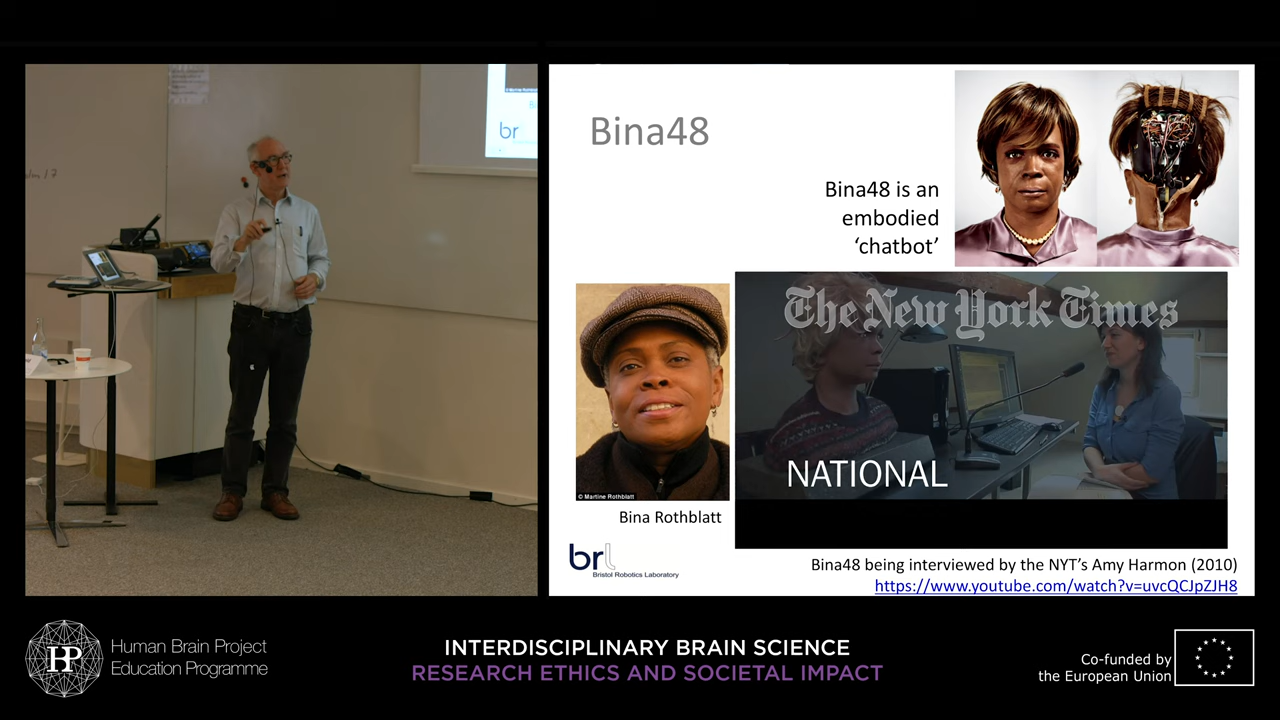 brl
Bina48
Bina48 is an
embodied
‘chatbot’
The New York Times
NATIONAL
© Martine Rothblatt
Bina Rothblatt
brl
Bristol Robotics Laboratory
Bina48 being interviewed by the NYT’s Amy Harmon (2010)
https://www.youtube.com/watch?v=uvcQCJpZJH8
HP
Human Brain Project
Education Programme
INTERDISCIPLINARY BRAIN SCIENCE
RESEARCH ETHICS AND SOCIETAL IMPACT
Co-funded by
the European Union